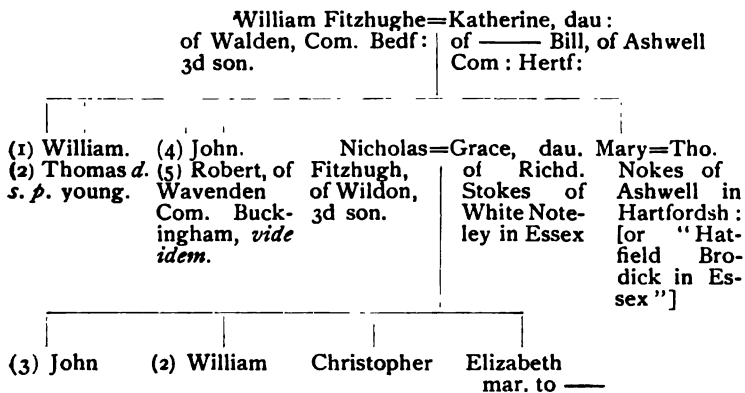 William Fitzhughe=Katherine, dau :
of Walden, Com. Bedf: of —— Bill, of Ashwell
3d son. Com : Hertf:
(1) William. (4) John. Nicholas=Grace, dau. Mary=Tho.
(2) Thomas d. (5) Robert, of Fitzhugh, of Richd. Nokes of
s. p. young. Wavenden of Wildon, Stokes of Ashwell in
Com. Buck- 3d son. White Note- Hartfordsh :
ingham, vide ley in Essex [or "Hat-
idem. field Bro-
dick in Es-
sex"]
(3) John (2) William Christopher Elizabeth
mar. to ——